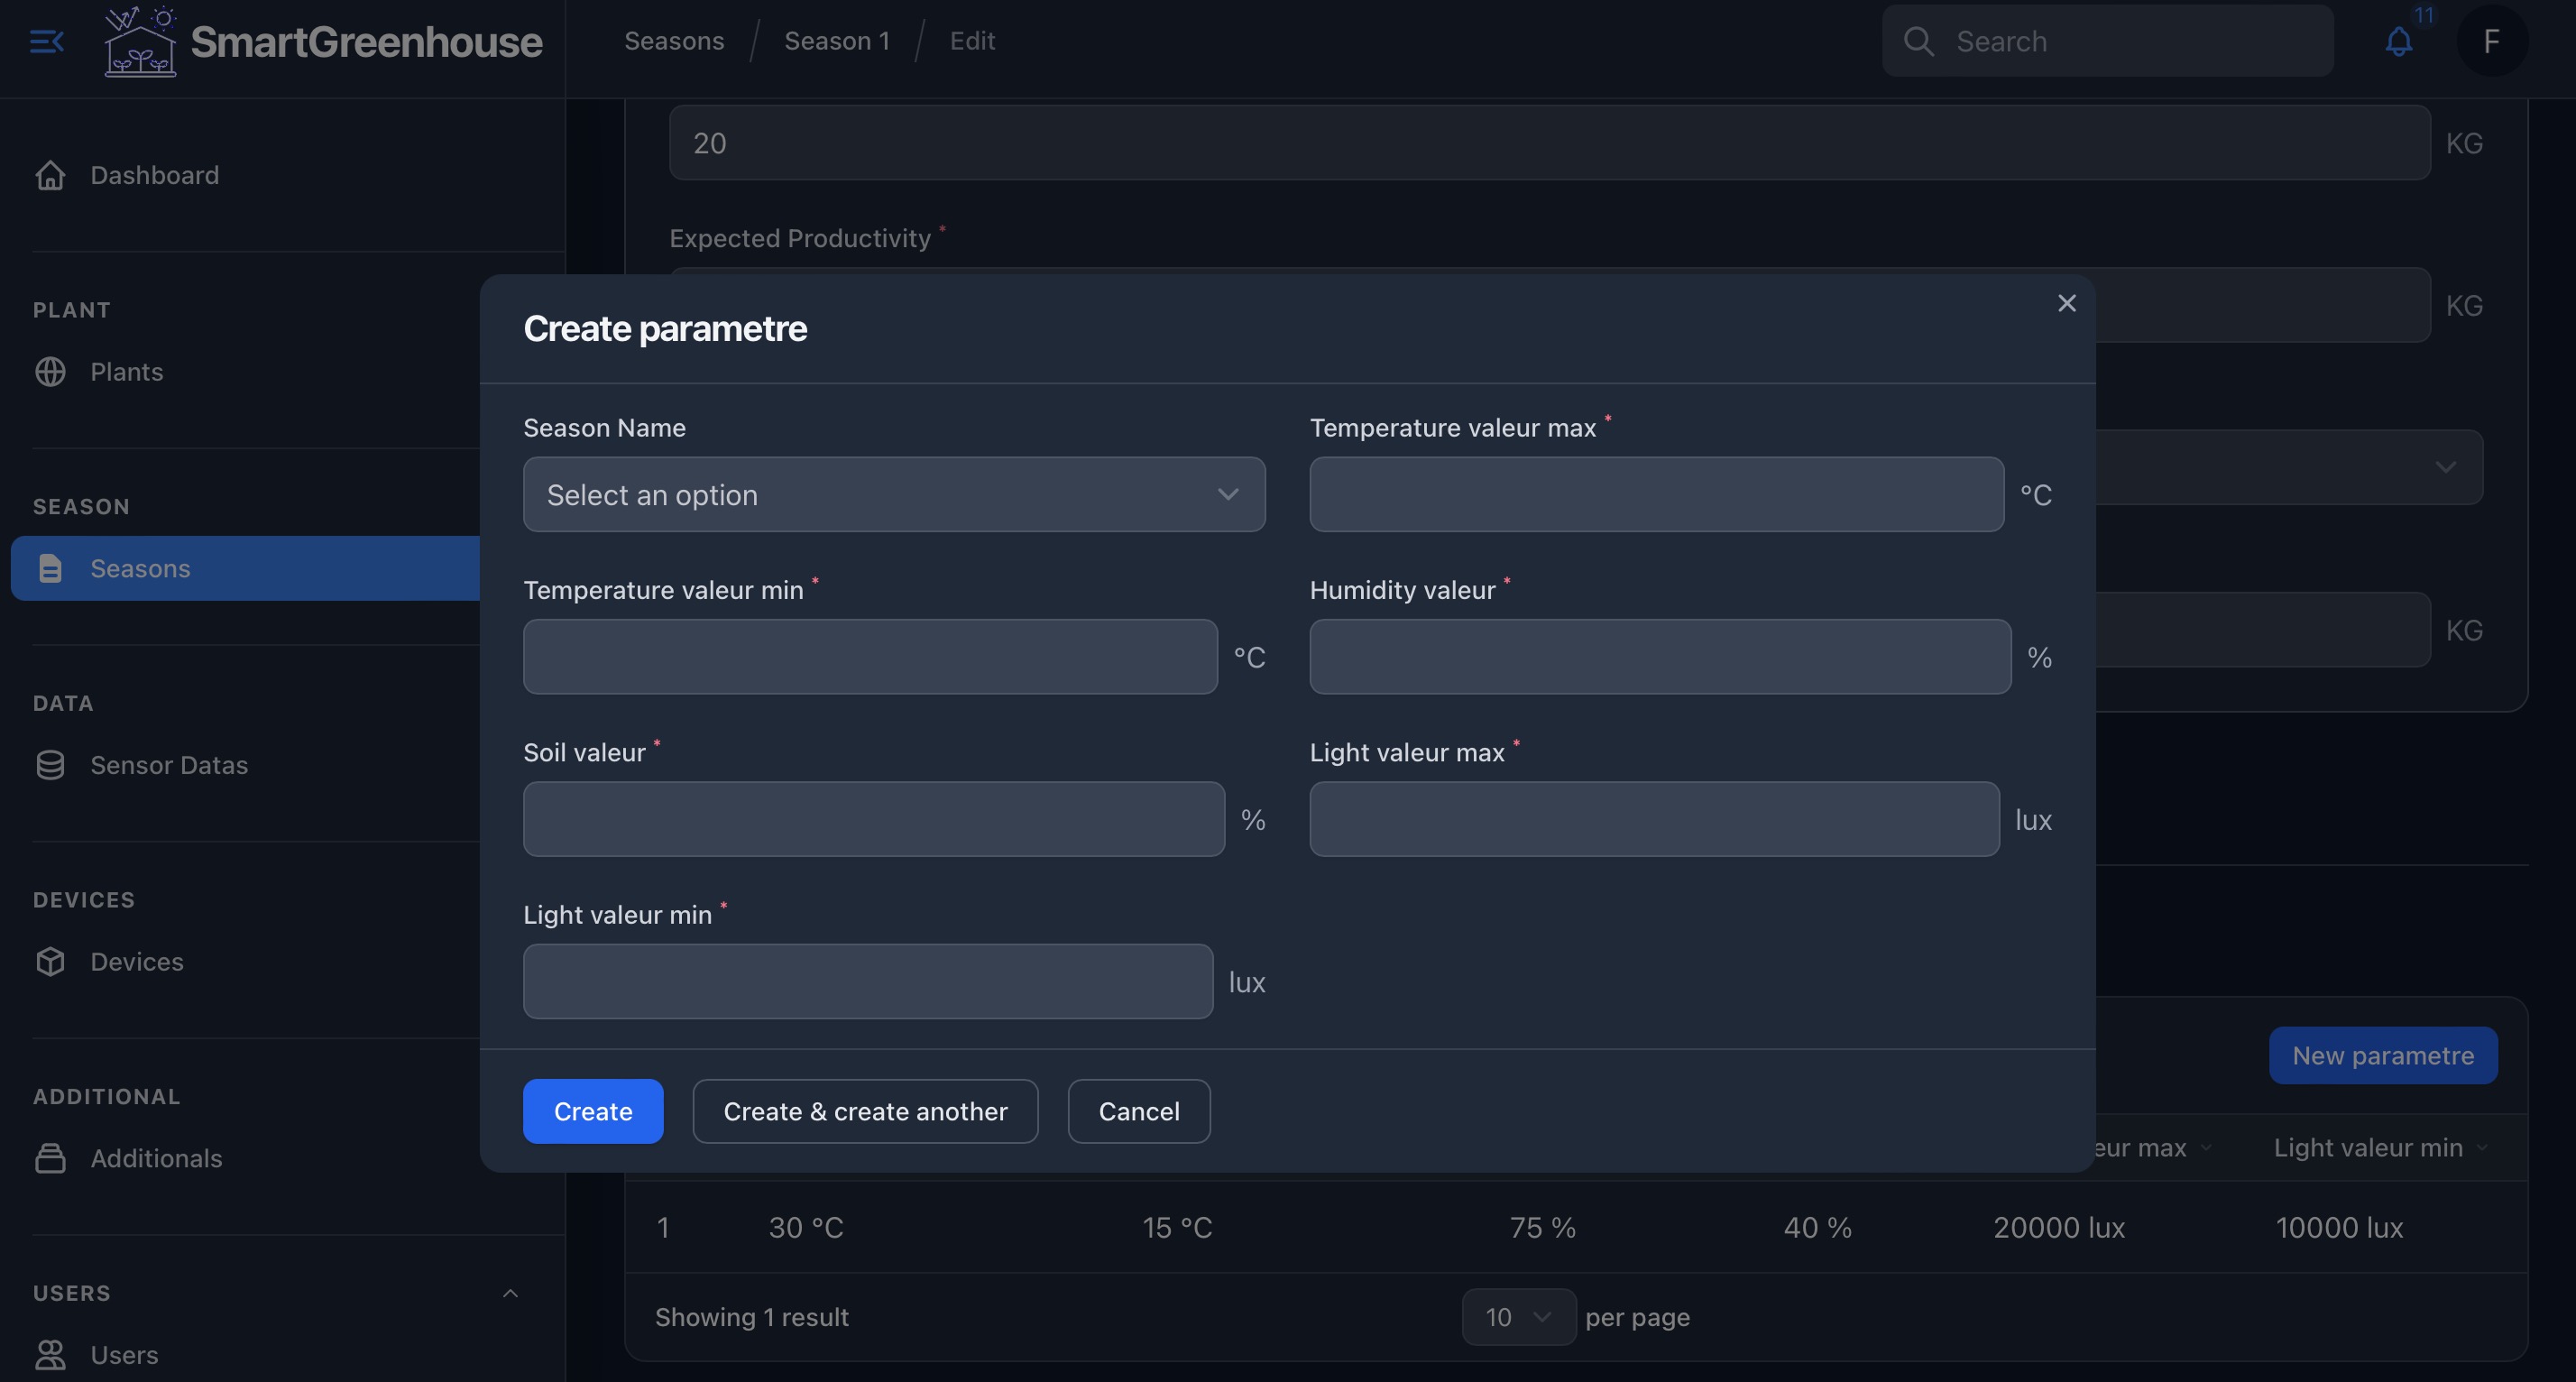 SmartGreenhouse
Seasons / Season 1 / Edit
Search
11
F
Dashboard
PLANT
Plants
SEASON
Seasons
DATA
Sensor Datas
DEVICES
Devices
ADDITIONAL
Additionals
USERS
Users
20 KG
Expected Productivity *
KG
KG
Create parametre
Season Name
Select an option
Temperature valeur max *
°C
Temperature valeur min *
°C
Humidity valeur *
%
Soil valeur *
%
Light valeur max *
lux
Light valeur min *
lux
Create
Create & create another
Cancel
New parametre
eur max Light valeur min
1 30 °C 15 °C 75 % 40 % 20000 lux 10000 lux
Showing 1 result
10 per page